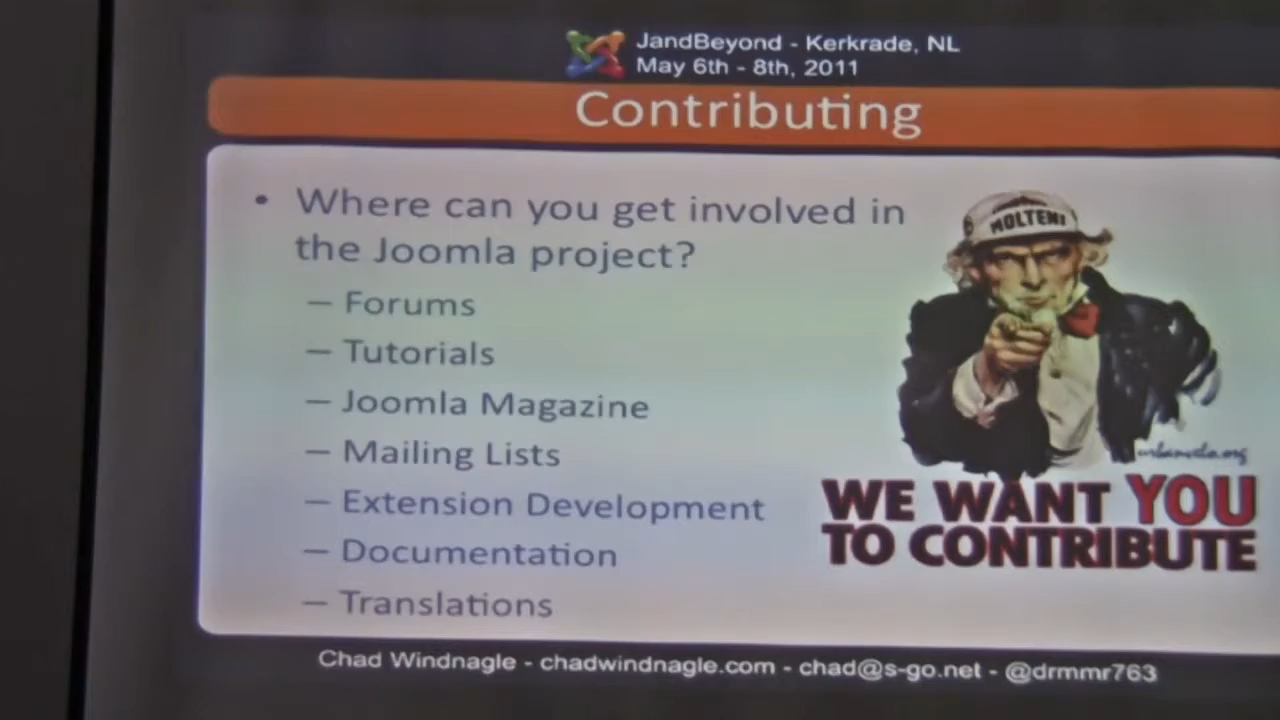 JandBeyond - Kerkrade, NL
May 6th - 8th, 2011
Contributing
• Where can you get involved in
the Joomla project?
– Forums
– Tutorials
– Joomla Magazine
– Mailing Lists
– Extension Development
– Documentation
– Translations
MOLTENI
WE WANT YOU
TO CONTRIBUTE
Chad Windnagle - chadwindnagle.com - chad@s-go.net - @drmmr763